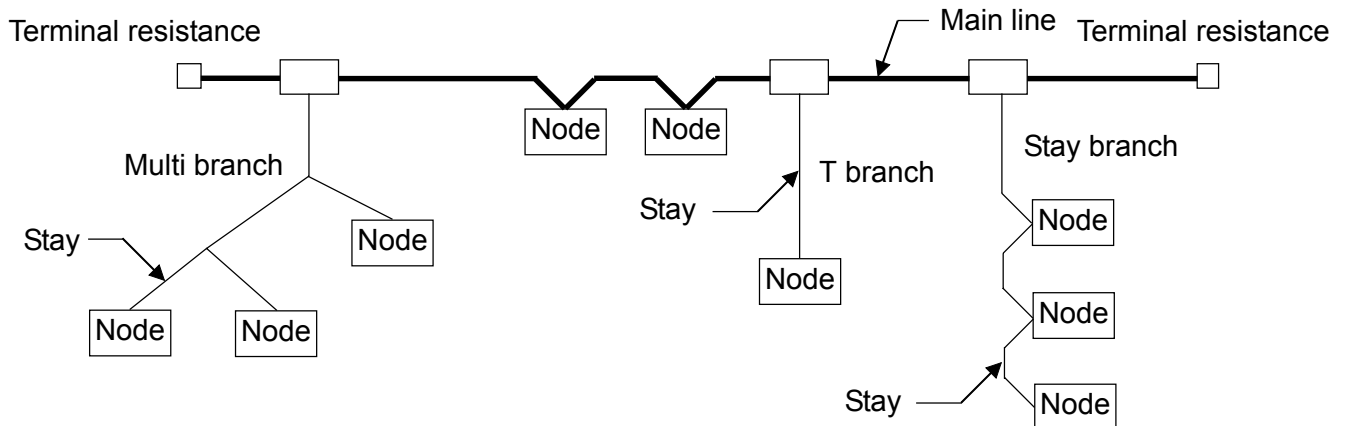 Main line
Terminal resistance
Terminal resistance
Node
Node
Multi branch
Stay branch
T branch
Stay
Node
Stay
Node
Node
Node
Node
Node
Stay
Node